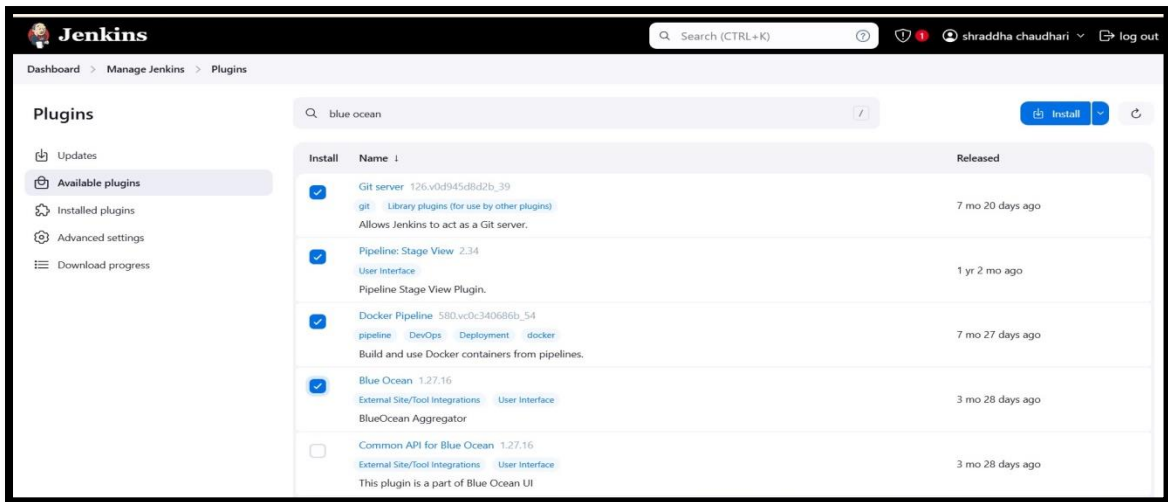 Jenkins
Search (CTRL+K)
1
shraddha chaudhari
log out
Dashboard > Manage Jenkins > Plugins
Plugins
blue ocean
/
Install
Updates
Available plugins
Installed plugins
Advanced settings
Download progress
Install Name ↓ Released
Git server 126.v0d945d8d2b_39
git Library plugins (for use by other plugins)
Allows Jenkins to act as a Git server.
7 mo 20 days ago
Pipeline: Stage View 2.34
User Interface
Pipeline Stage View Plugin.
1 yr 2 mo ago
Docker Pipeline 580.vc0c340686b_54
pipeline DevOps Deployment docker
Build and use Docker containers from pipelines.
7 mo 27 days ago
Blue Ocean 1.27.16
External Site/Tool Integrations User Interface
BlueOcean Aggregator
3 mo 28 days ago
Common API for Blue Ocean 1.27.16
External Site/Tool Integrations User Interface
This plugin is a part of Blue Ocean UI
3 mo 28 days ago